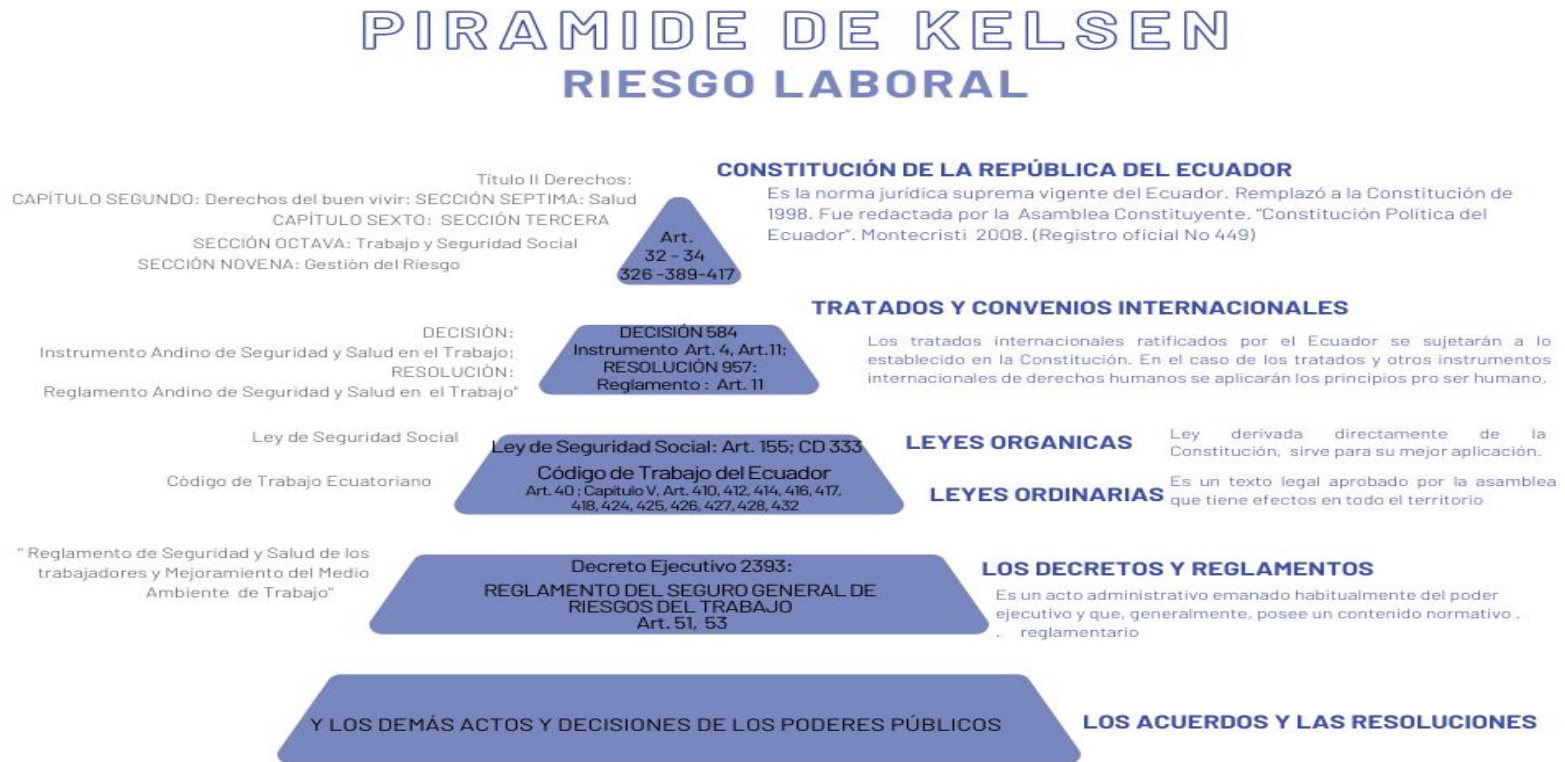 PIRAMIDE DE KELSEN
RIESGO LABORAL
Título II Derechos:
CAPÍTULO SEGUNDO: Derechos del buen vivir: SECCIÓN SEPTIMA: Salud
CAPÍTULO SEXTO: SECCIÓN TERCERA
SECCIÓN OCTAVA: Trabajo y Seguridad Social
SECCIÓN NOVENA: Gestión del Riesgo
Art.
32 - 34
326 -389-417
CONSTITUCIÓN DE LA REPÚBLICA DEL ECUADOR
Es la norma jurídica suprema vigente del Ecuador. Remplazó a la Constitución de
1998. Fue redactada por la Asamblea Constituyente. "Constitución Política del
Ecuador". Montecristi 2008. (Registro oficial No 449)
DECISIÒN:
Instrumento Andino de Seguridad y Salud en el Trabajo;
RESOLUCIÒN:
Reglamento Andino de Seguridad y Salud en el Trabajo"
DECISIÓN 584
Instrumento Art. 4, Art.11;
RESOLUCIÓN 957:
Reglamento : Art. 11
TRATADOS Y CONVENIOS INTERNACIONALES
Los tratados internacionales ratificados por el Ecuador se sujetarán a lo
establecido en la Constitución. En el caso de los tratados y otros instrumentos
internacionales de derechos humanos se aplicarán los principios pro ser humano,
Ley de Seguridad Social
Còdigo de Trabajo Ecuatoriano
Ley de Seguridad Social: Art. 155; CD 333
Código de Trabajo del Ecuador
Art. 40 ; Capitulo V, Art. 410, 412, 414, 416, 417,
418, 424, 425, 426, 427, 428, 432
LEYES ORGANICAS
Ley derivada directamente de la
Constitución, sirve para su mejor aplicación.
LEYES ORDINARIAS
Es un texto legal aprobado por la asamblea
que tiene efectos en todo el territorio
" Reglamento de Seguridad y Salud de los
trabajadores y Mejoramiento del Medio
Ambiente de Trabajo"
Decreto Ejecutivo 2393:
REGLAMENTO DEL SEGURO GENERAL DE
RIESGOS DEL TRABAJO
Art. 51, 53
LOS DECRETOS Y REGLAMENTOS
Es un acto administrativo emanado habitualmente del poder
ejecutivo y que, generalmente, posee un contenido normativo .
. reglamentario
Y LOS DEMÁS ACTOS Y DECISIONES DE LOS PODERES PÚBLICOS
LOS ACUERDOS Y LAS RESOLUCIONES